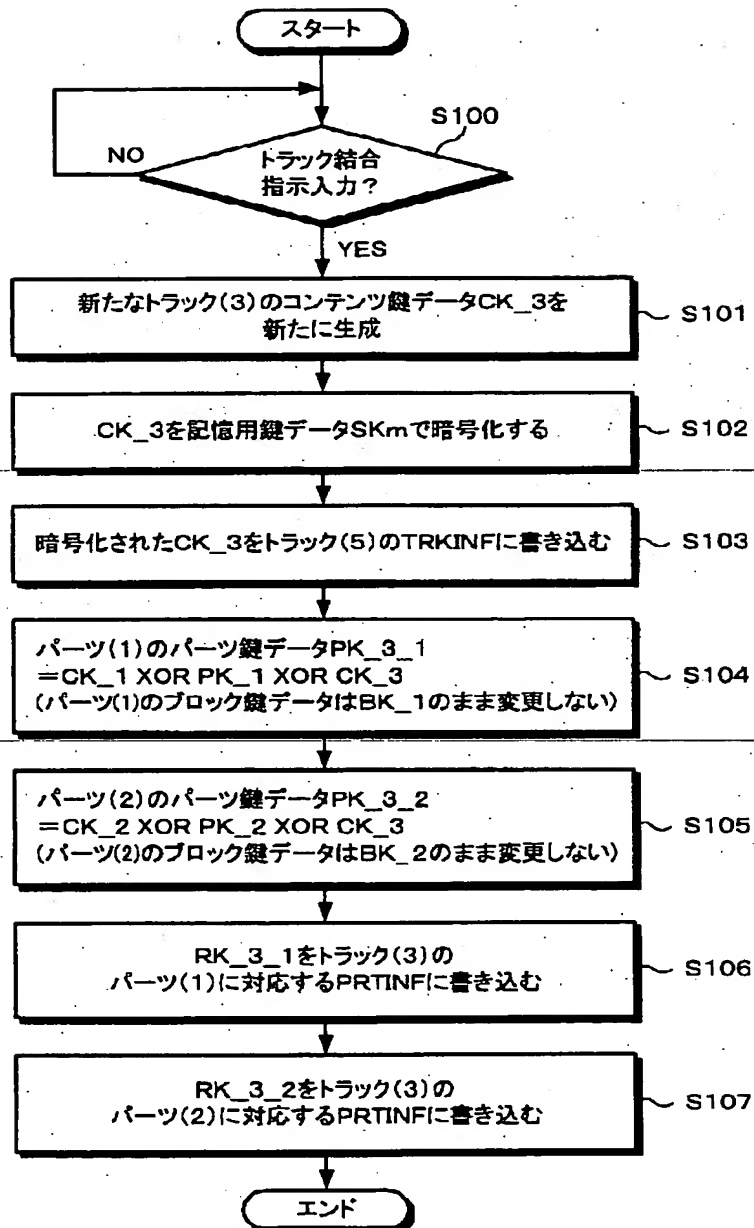 スタート
S100
NO
トラック結合
指示入力?
YES
新たなトラック(3)のコンテンツ鍵データCK_3を
新たに生成
S101
CK_3を記憶用鍵データSKmで暗号化する
S102
暗号化されたCK_3をトラック(5)のTRKINFに書き込む
S103
パーツ(1)のパーツ鍵データPK_3_1
=CK_1 XOR PK_1 XOR CK_3
(パーツ(1)のブロック鍵データはBK_1のまま変更しない)
S104
パーツ(2)のパーツ鍵データPK_3_2
=CK_2 XOR PK_2 XOR CK_3
(パーツ(2)のブロック鍵データはBK_2のまま変更しない)
S105
RK_3_1をトラック(3)の
パーツ(1)に対応するPRTINFに書き込む
S106
RK_3_2をトラック(3)の
パーツ(2)に対応するPRTINFに書き込む
S107
エンド